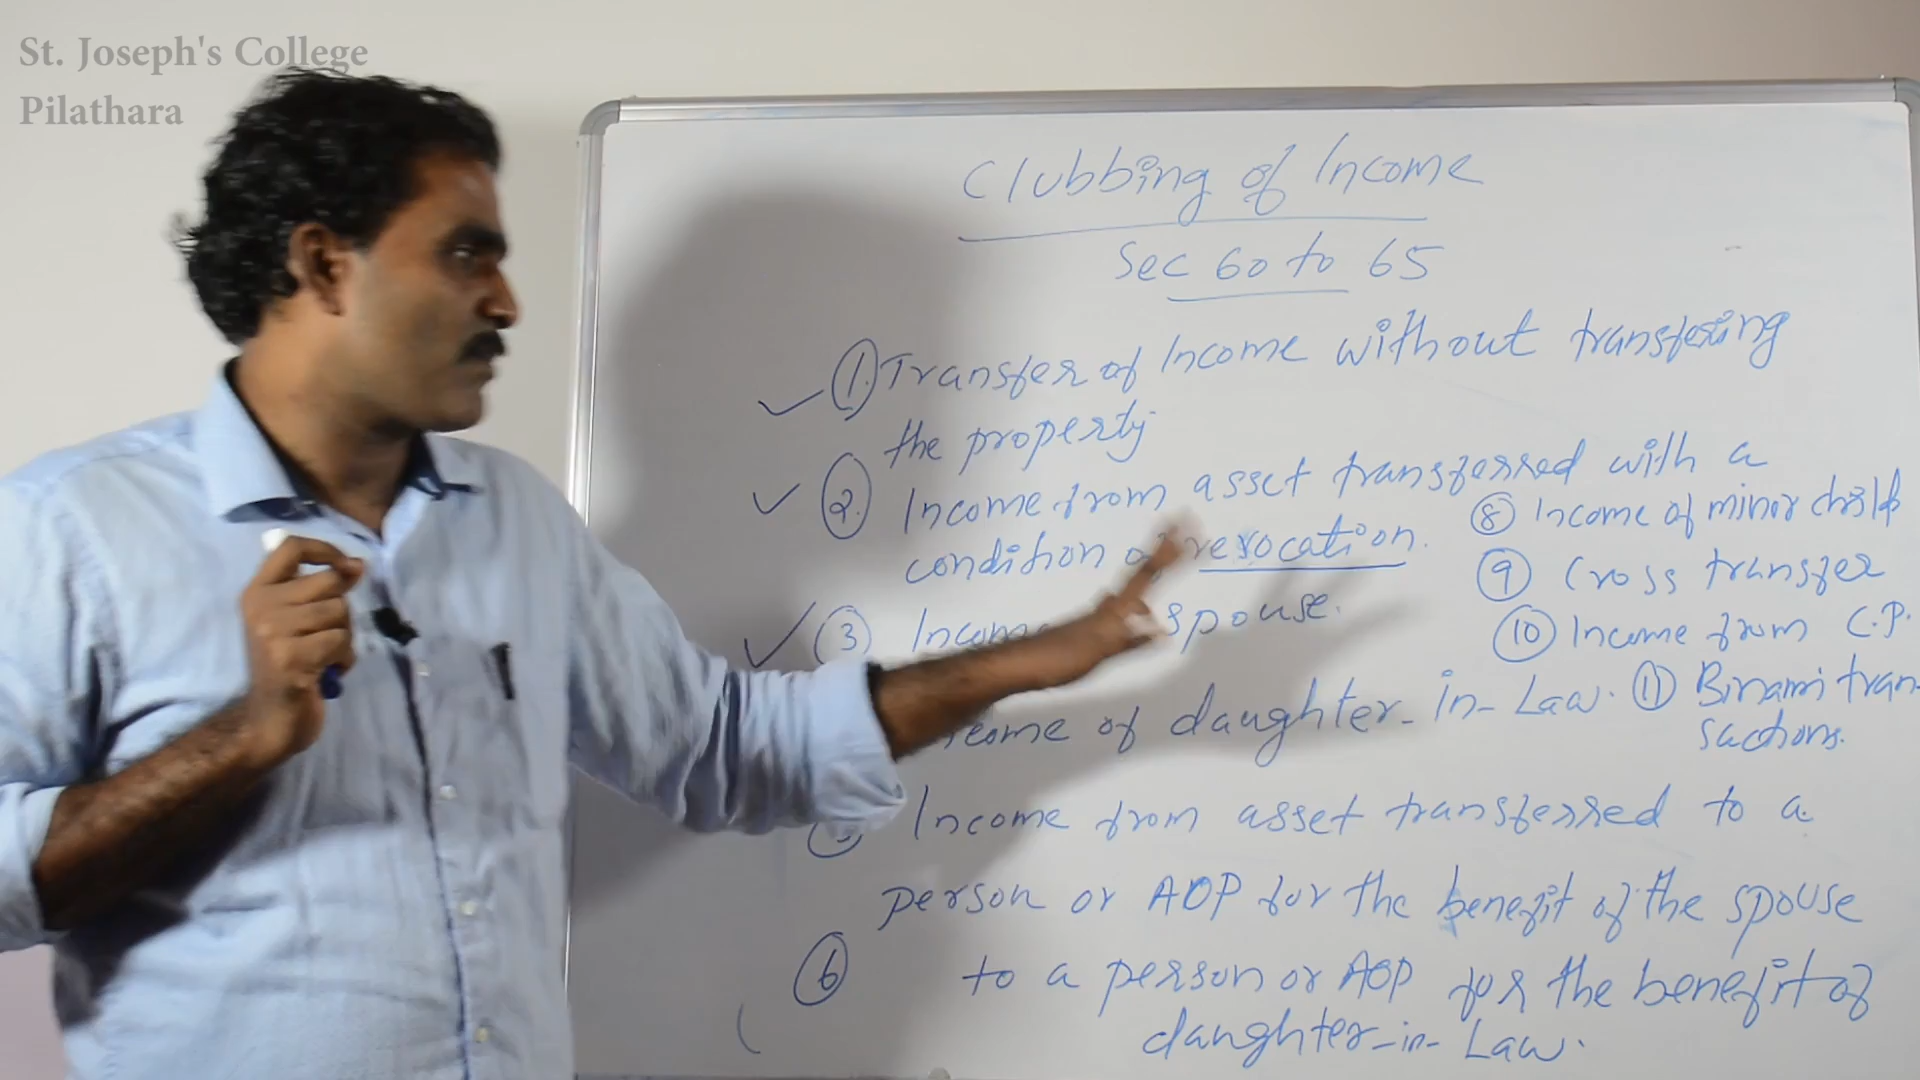 St. Joseph's College
Pilathara
Clubbing of Income
Sec 60 to 65
1. Transfer of Income without transfering
the property
2. Income from asset transferred with a
condition of revocation.
3 Income spouse.
come of daughter-in-Law.
Income from asset transferred to a
person or AOP for the benefit of the spouse
6 to a person or AOP for the benefit of
daughter-in-Law.
8 Income of minor child
9 Cross transfer
10 Income from C.P.
11 Binami tran-
sactions.